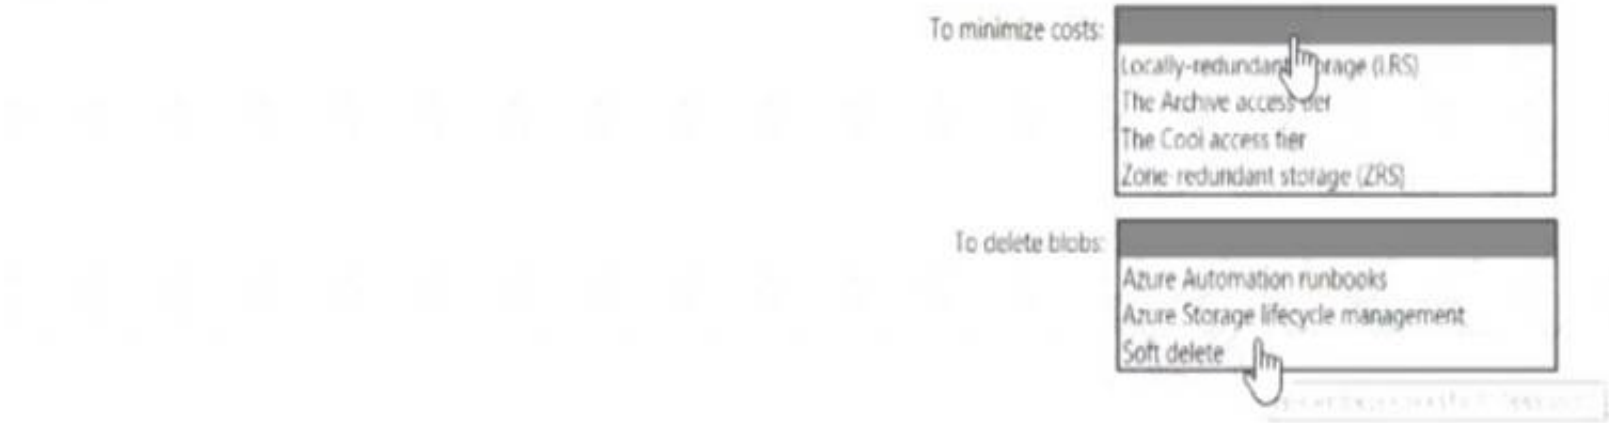 To minimize costs:
Locally-redundant storage (LRS)
The Archive access tier
The Cool access tier
Zone-redundant storage (ZRS)
To delete blobs:
Azure Automation runbooks
Azure Storage lifecycle management
Soft delete